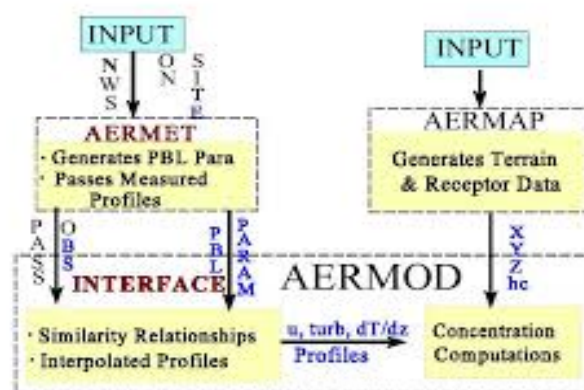 INPUT
NWS
ON
SITE
AERMET
· Generates PBL Para
· Passes Measured
Profiles
INPUT
AERMAP
Generates Terrain
& Receptor Data
PASS
OBS
PBL
PARAM
XYZ
hc
INTERFACE
AERMOD
· Similarity Relationships
· Interpolated Profiles
u, turb, dT/dz
Profiles
Concentration
Computations